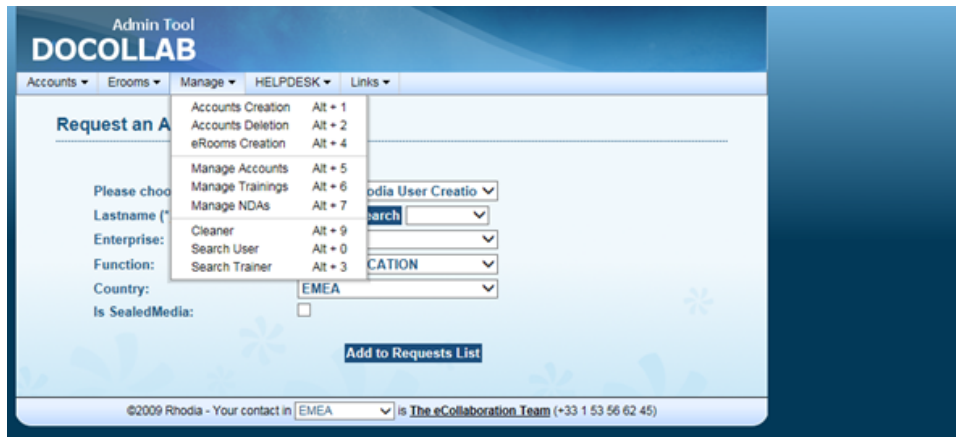 Admin Tool
DOCOLLAB
Accounts Erooms Manage HELPDESK Links
Accounts Creation Alt + 1
Request an A
Accounts Deletion Alt + 2
eRooms Creation Alt + 4
Manage Accounts Alt + 5
Please choo
Manage Trainings Alt + 6
odia User Creatio
Manage NDAs Alt + 7
Lastname (*
earch
Cleaner Alt + 9
Enterprise:
Search User Alt + 0
Function:
Search Trainer Alt + 3
CATION
Country: EMEA
Is SealedMedia:
Add to Requests List
©2009 Rhodia - Your contact in EMEA is The eCollaboration Team (+33 1 53 56 62 45)